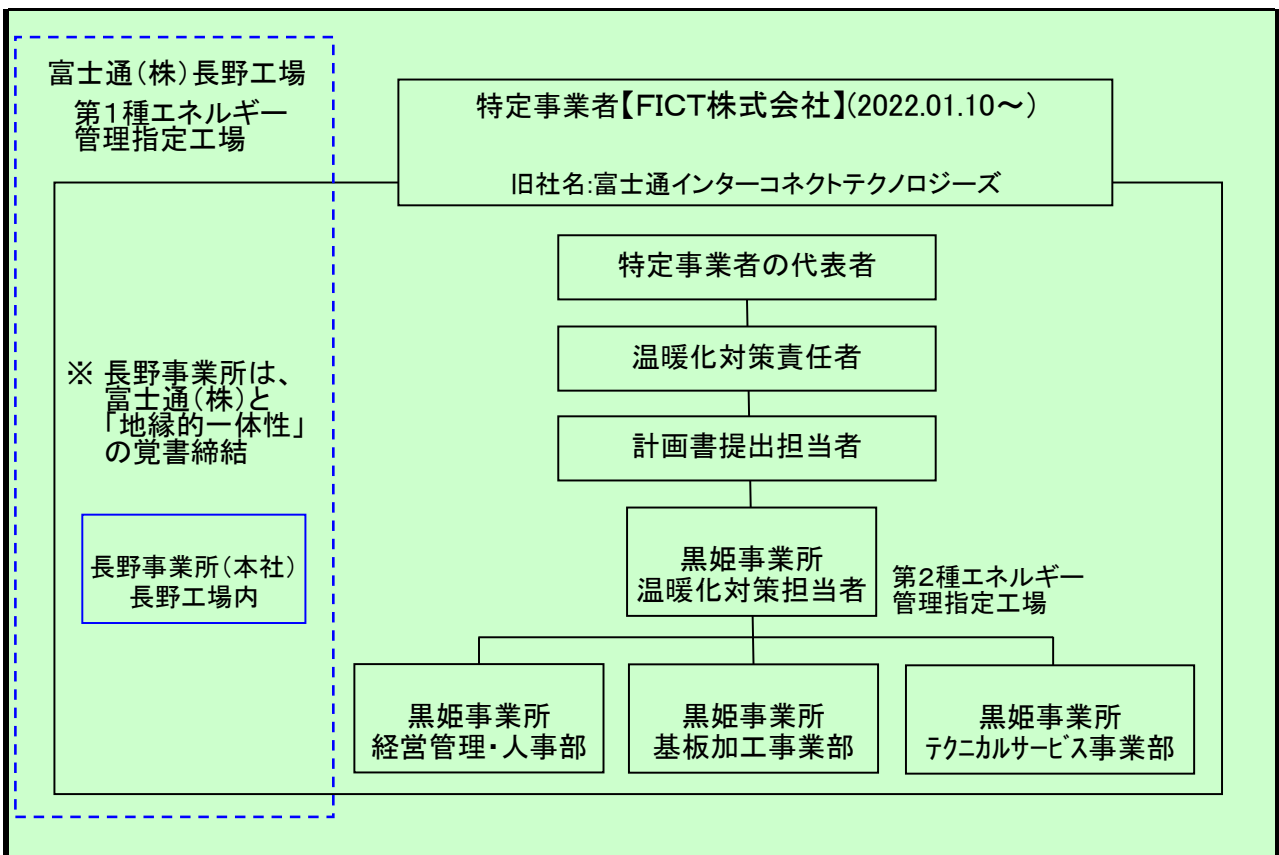 富士通(株)長野工場
第1種エネルギー
管理指定工場
特定事業者【FICT株式会社】(2022.01.10～)
旧社名:富士通インターコネクトテクノロジーズ
特定事業者の代表者
温暖化対策責任者
計画書提出担当者
※ 長野事業所は、
富士通(株)と
「地縁的一体性」
の覚書締結
長野事業所(本社)
長野工場内
黒姫事業所
温暖化対策担当者
第2種エネルギー
管理指定工場
黒姫事業所
経営管理・人事部
黒姫事業所
基板加工事業部
黒姫事業所
テクニカルサービス事業部